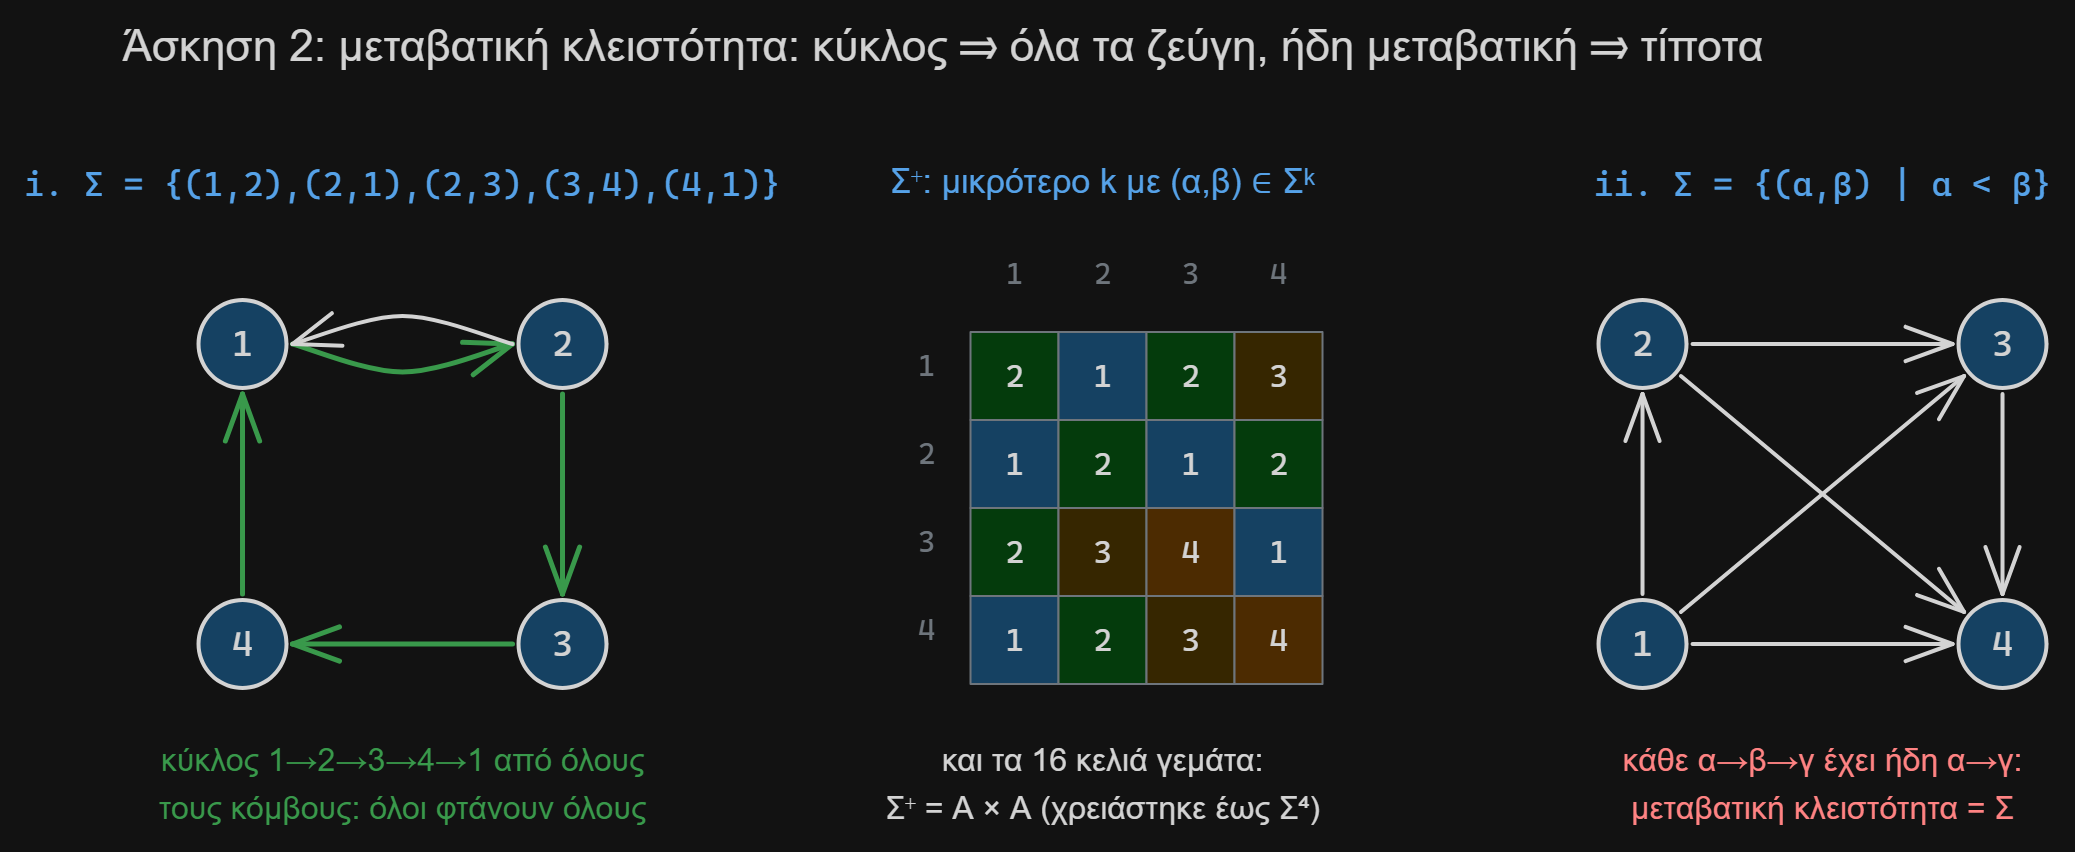 Άσκηση 2: μεταβατική κλειστότητα: κύκλος ⇒ όλα τα ζεύγη, ήδη μεταβατική ⇒ τίποτα
i. Σ = {(1,2),(2,1),(2,3),(3,4),(4,1)}
1 2
4 3
κύκλος 1→2→3→4→1 από όλους
τους κόμβους: όλοι φτάνουν όλους
Σ⁺: μικρότερο k με (α,β) ∈ Σᵏ
1 2 3 4
1 2 1 2 3
2 1 2 1 2
3 2 3 4 1
4 1 2 3 4
και τα 16 κελιά γεμάτα:
Σ⁺ = A × A (χρειάστηκε έως Σ⁴)
ii. Σ = {(α,β) | α < β}
2 3
1 4
κάθε α→β→γ έχει ήδη α→γ:
μεταβατική κλειστότητα = Σ